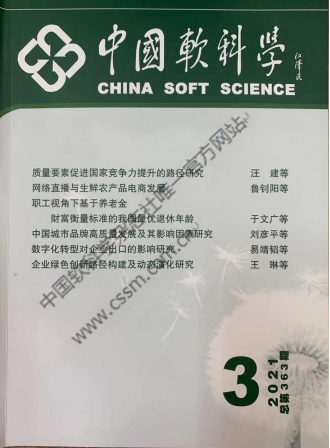 中國軟科學
江澤民
CHINA SOFT SCIENCE
质量要素促进国家竞争力提升的路径研究 汪 建等
网络直播与生鲜农产品电商发展 鲁钊阳等
职工视角下基于养老金
财富衡量标准的我国最优退休年龄 于文广等
中国城市品牌高质量发展及其影响因素研究 刘彦平等
数字化转型对企业出口的影响研究 易靖韬等
企业绿色创新路径构建及动态演化研究 王 琳等
中国软科学杂志社唯一官方网站
www.cssm.com.cn
3
2021
总第363期